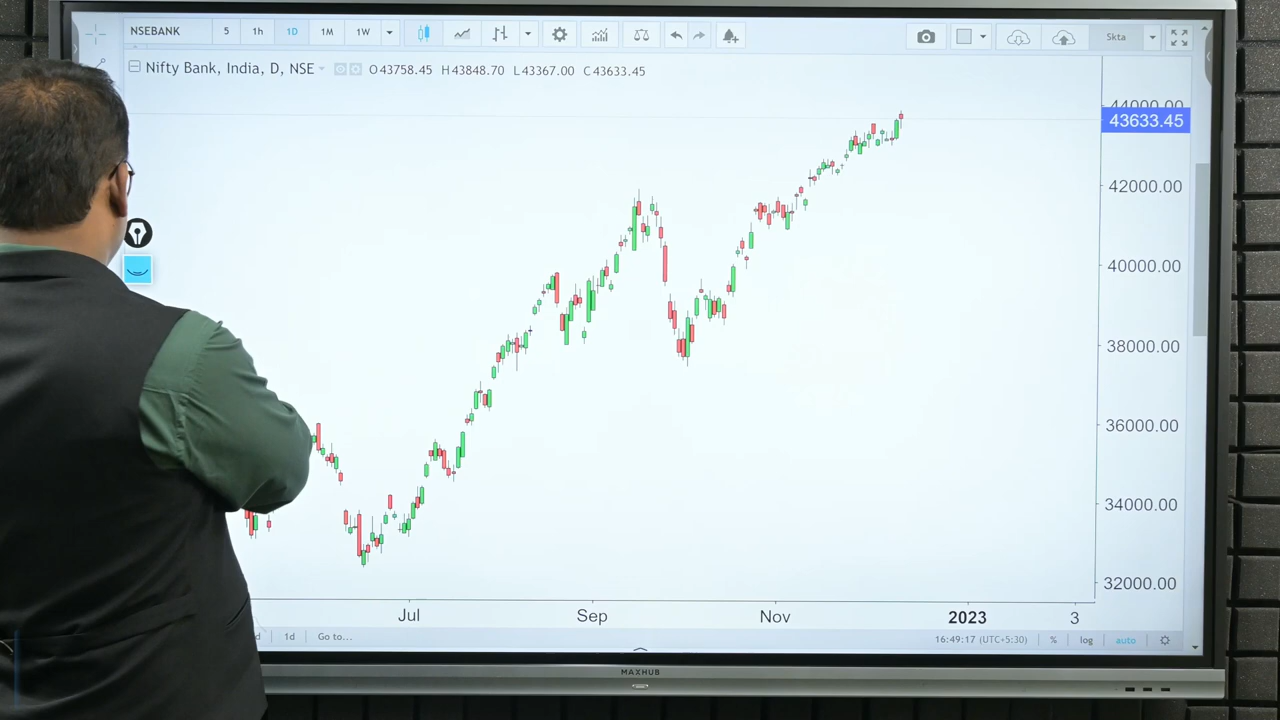 NSEBANK 5 1h 1D 1M 1W Skta
Nifty Bank, India, D, NSE O43758.45 H43848.70 L43367.00 C43633.45
44000.00
43633.45
42000.00
40000.00
38000.00
36000.00
34000.00
32000.00
Jul Sep Nov 2023 3
1d Go to... 16:49:17 (UTC+5:30) % log auto
MAXHUB